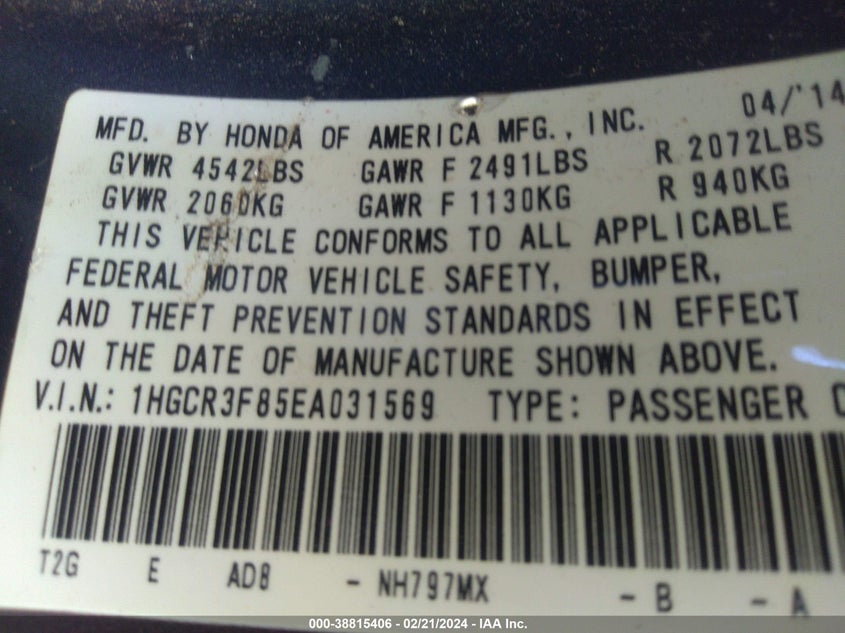 MFD. BY HONDA OF AMERICA MFG., INC. 04/'14
GVWR 4542LBS GAWR F 2491LBS R 2072LBS
GVWR 2060KG GAWR F 1130KG R 940KG
THIS VEHICLE CONFORMS TO ALL APPLICABLE
FEDERAL MOTOR VEHICLE SAFETY, BUMPER,
AND THEFT PREVENTION STANDARDS IN EFFECT
ON THE DATE OF MANUFACTURE SHOWN ABOVE.
V.I.N.: 1HGCR3F85EA031569 TYPE: PASSENGER
T2G E AD8 - NH797MX - B - A
000-38815406 - 02/21/2024 - IAA Inc.